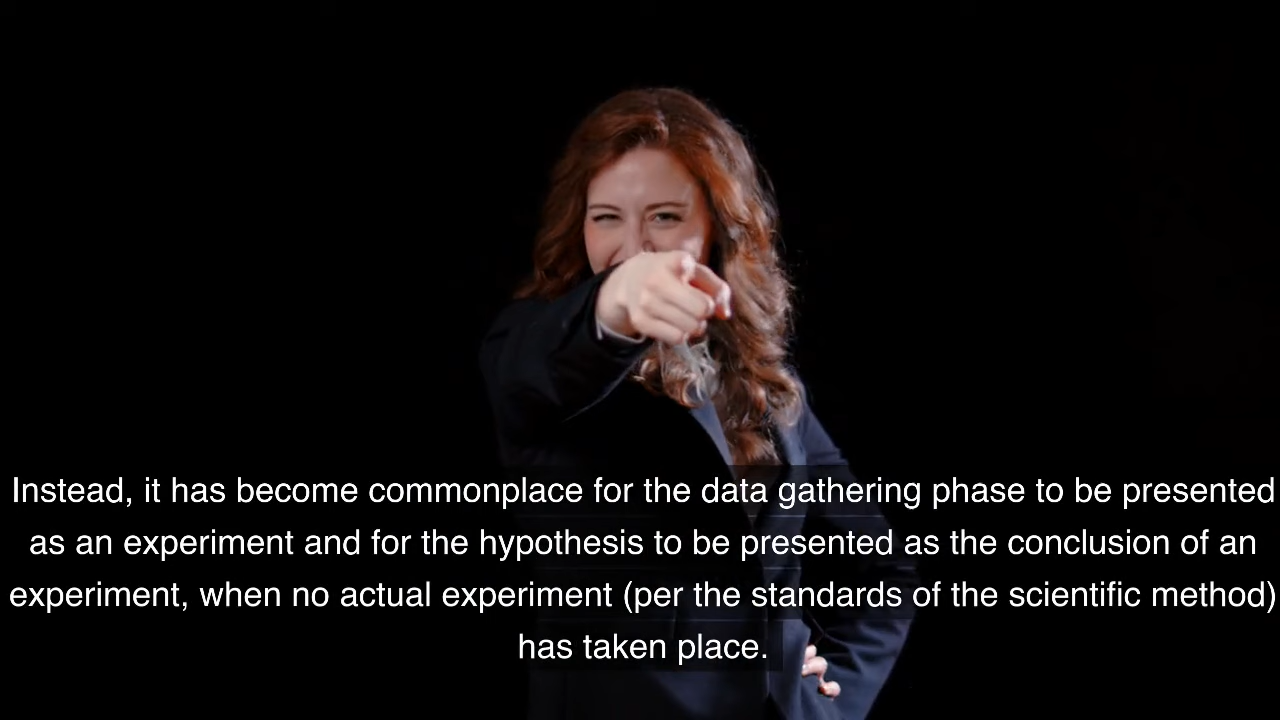 Instead, it has become commonplace for the data gathering phase to be presented
as an experiment and for the hypothesis to be presented as the conclusion of an
experiment, when no actual experiment (per the standards of the scientific method)
has taken place.